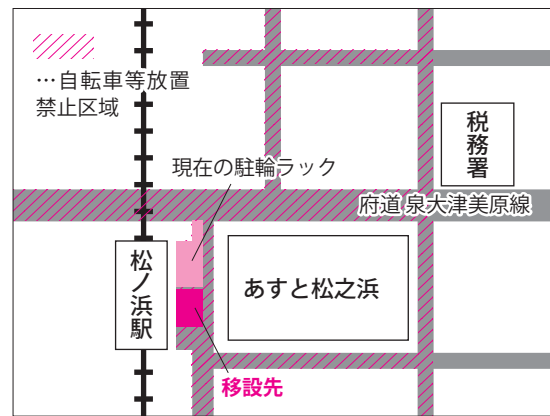 …自転車等放置
禁止区域
税務署
現在の駐輪ラック
府道 泉大津美原線
松ノ浜駅
あすと松之浜
移設先